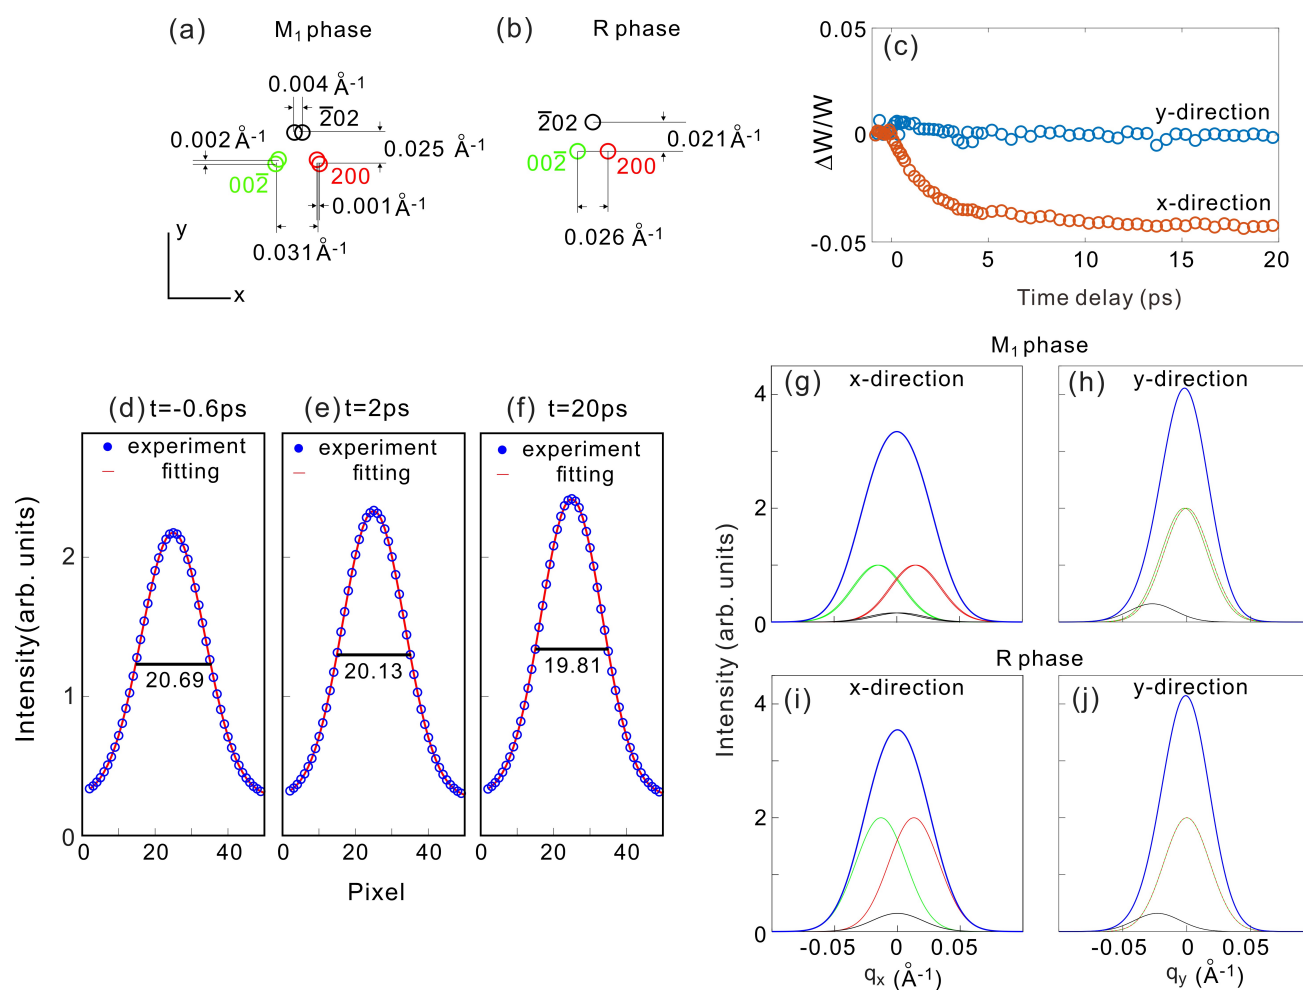 (a) M₁ phase
0.004 Å⁻¹
2̅02
0.002 Å⁻¹
0.025 Å⁻¹
002̅
200
0.001Å⁻¹
0.031Å⁻¹
y
x
(b) R phase
2̅02
0.021Å⁻¹
002̅
200
0.026 Å⁻¹
(c)
0.05
0
-0.05
ΔW/W
y-direction
x-direction
0 5 10 15 20
Time delay (ps)
(d) t=-0.6ps
experiment
fitting
20.69
(e) t=2ps
experiment
fitting
20.13
(f) t=20ps
experiment
fitting
19.81
Intensity(arb. units)
2
1
0
0 20 40
0 20 40
0 20 40
Pixel
M₁ phase
(g) x-direction
(h) y-direction
4
2
0
R phase
(i) x-direction
(j) y-direction
4
2
0
Intensity (arb. units)
-0.05 0 0.05
-0.05 0 0.05
qₓ (Å⁻¹)
q_y (Å⁻¹)